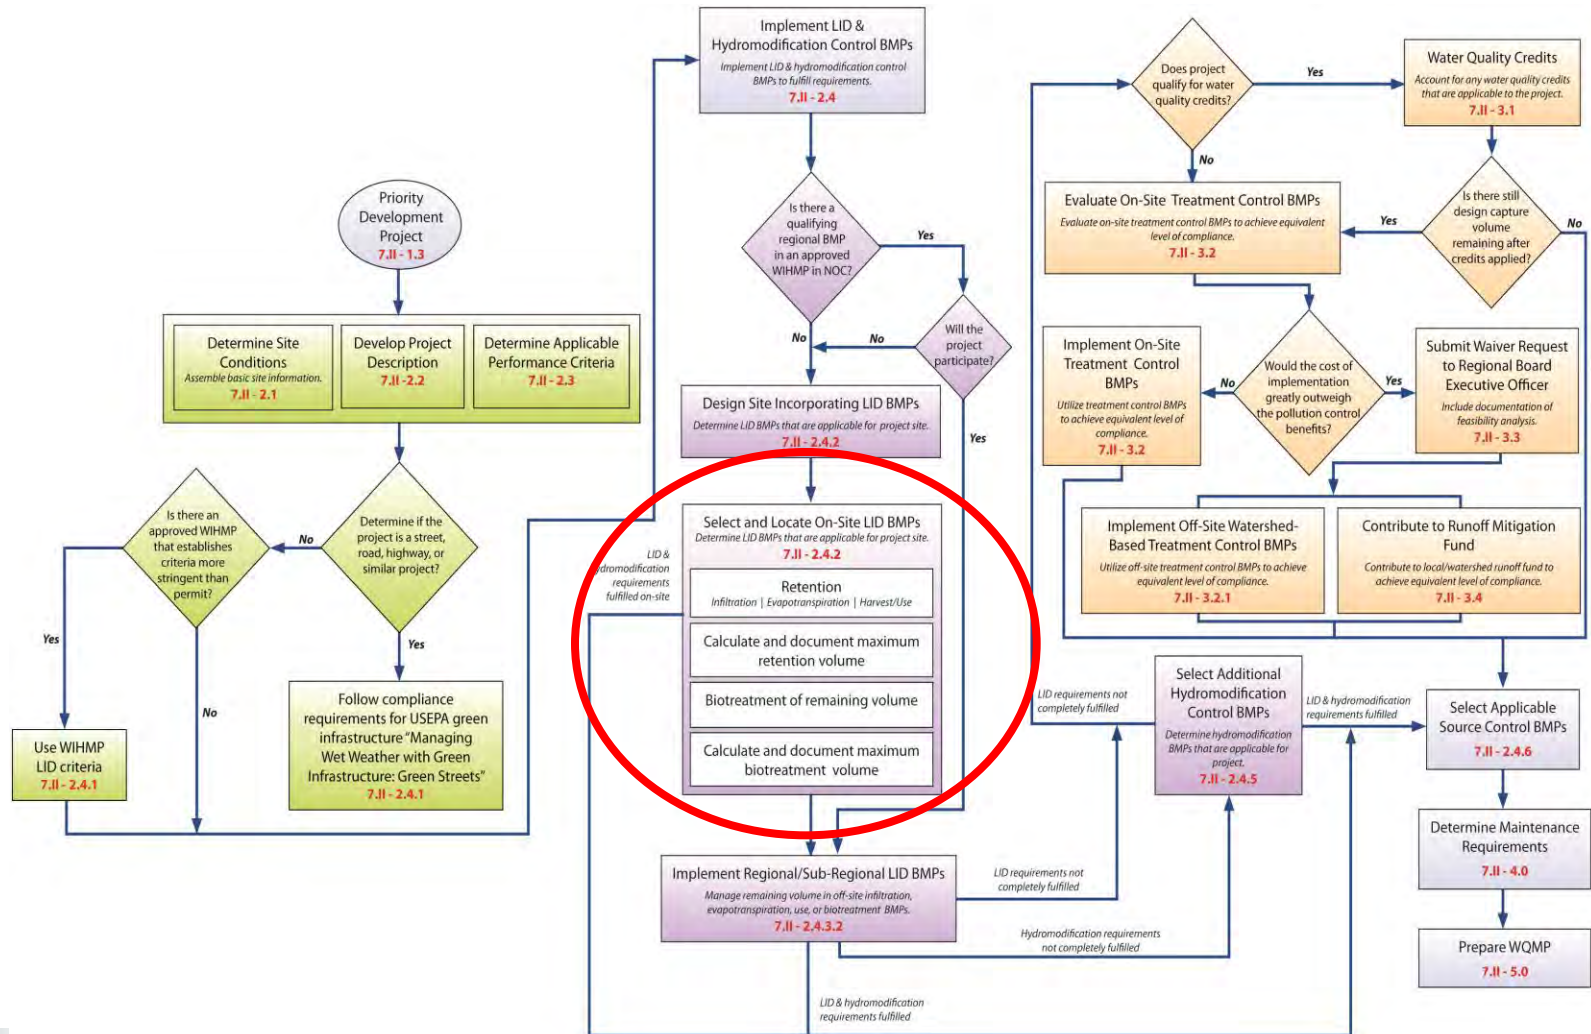 Priority
Development
Project
7.II - 1.3
Determine Site
Conditions
Assemble basic site information.
7.II - 2.1
Develop Project
Description
7.II -2.2
Determine Applicable
Performance Criteria
7.II - 2.3
Determine if the
project is a street,
road, highway, or
similar project?
No
Yes
Is there an
approved WIHMP
that establishes
criteria more
stringent than
permit?
Yes
No
Use WIHMP
LID criteria
7.II - 2.4.1
Follow compliance
requirements for USEPA green
infrastructure "Managing
Wet Weather with Green
Infrastructure: Green Streets"
7.II - 2.4.1
Implement LID &
Hydromodification Control BMPs
Implement LID & hydromodification control
BMPs to fulfill requirements.
7.II - 2.4
Is there a
qualifying
regional BMP
in an approved
WIHMP in NOC?
Yes
No
Will the
project
participate?
No
Yes
Design Site Incorporating LID BMPs
Determine LID BMPs that are applicable for project site.
7.II - 2.4.2
Select and Locate On-Site LID BMPs
Determine LID BMPs that are applicable for project site.
7.II - 2.4.2
Retention
Infiltration | Evapotranspiration | Harvest/Use
Calculate and document maximum
retention volume
Biotreatment of remaining volume
Calculate and document maximum
biotreatment volume
LID &
hydromodification
requirements
fulfilled on-site
Implement Regional/Sub-Regional LID BMPs
Manage remaining volume in off-site infiltration,
evapotranspiration, use, or biotreatment BMPs.
7.II - 2.4.3.2
LID requirements not
completely fulfilled
Hydromodification requirements
not completely fulfilled
LID & hydromodification
requirements fulfilled
Select Additional
Hydromodification
Control BMPs
Determine hydromodification
BMPs that are applicable for
project.
7.II - 2.4.5
LID requirements not
completely fulfilled
LID & hydromodification
requirements fulfilled
Does project
qualify for water
quality credits?
Yes
No
Water Quality Credits
Account for any water quality credits
that are applicable to the project.
7.II - 3.1
Is there still
design capture
volume
remaining after
credits applied?
Yes
No
Evaluate On-Site Treatment Control BMPs
Evaluate on-site treatment control BMPs to achieve equivalent
level of compliance.
7.II - 3.2
Would the cost of
implementation
greatly outweigh
the pollution control
benefits?
No
Yes
Implement On-Site
Treatment Control
BMPs
Utilize treatment control BMPs
to achieve equivalent level of
compliance.
7.II - 3.2
Submit Waiver Request
to Regional Board
Executive Officer
Include documentation of
feasibility analysis.
7.II - 3.3
Implement Off-Site Watershed-
Based Treatment Control BMPs
Utilize off-site treatment control BMPs to achieve
equivalent level of compliance.
7.II - 3.2.1
Contribute to Runoff Mitigation
Fund
Contribute to local/watershed runoff fund to
achieve equivalent level of compliance.
7.II - 3.4
Select Applicable
Source Control BMPs
7.II - 2.4.6
Determine Maintenance
Requirements
7.II - 4.0
Prepare WQMP
7.II - 5.0